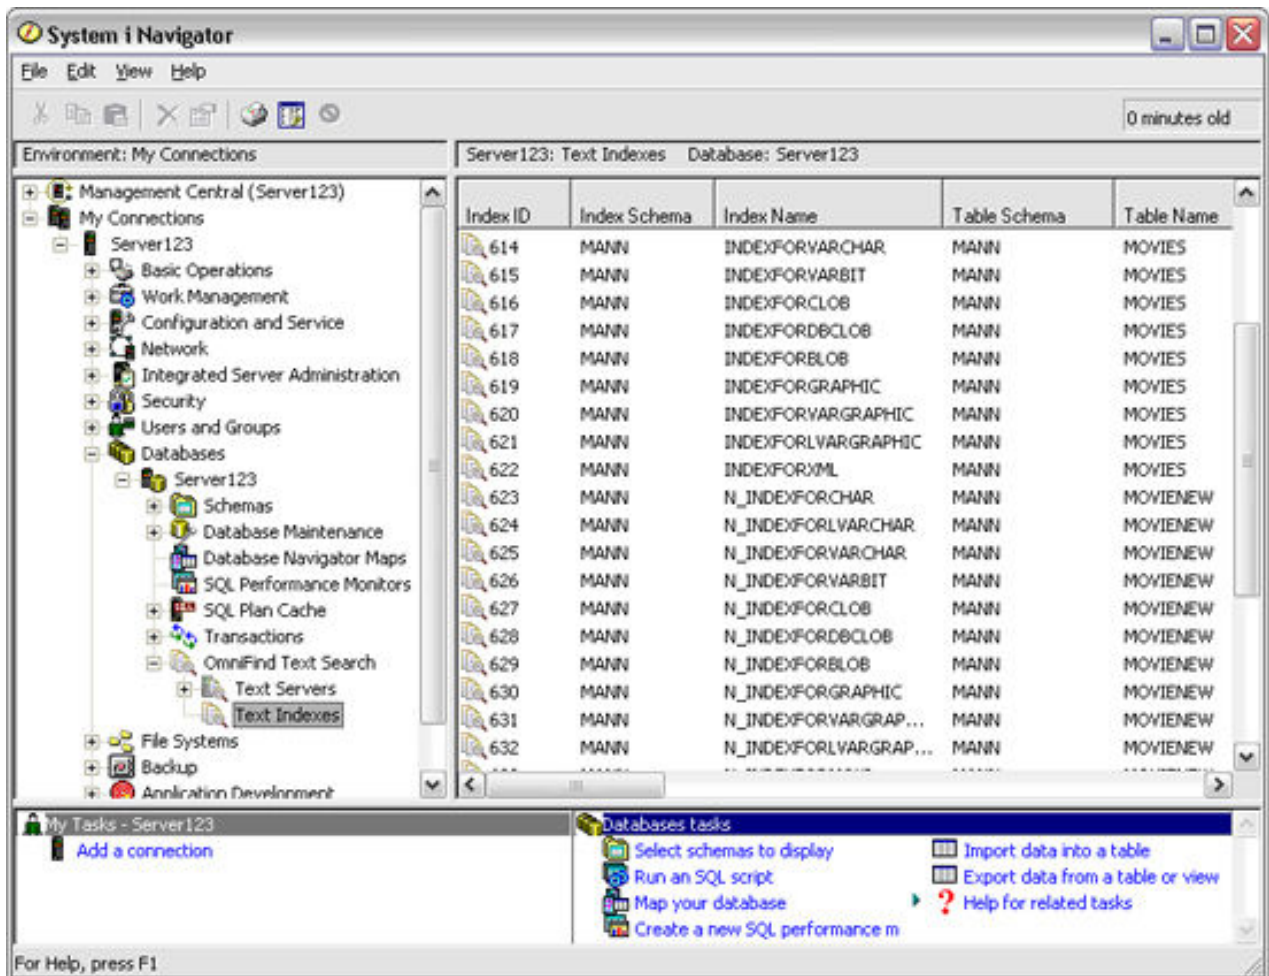 System i Navigator
File Edit View Help
0 minutes old
Environment: My Connections
Server123: Text Indexes Database: Server123
Management Central (Server123)
My Connections
Server123
Basic Operations
Work Management
Configuration and Service
Network
Integrated Server Administration
Security
Users and Groups
Databases
Server123
Schemas
Database Maintenance
Database Navigator Maps
SQL Performance Monitors
SQL Plan Cache
Transactions
OmniFind Text Search
Text Servers
Text Indexes
File Systems
Backup
Application Development
Index ID Index Schema Index Name Table Schema Table Name
614 MANN INDEXFORVARCHAR MANN MOVIES
615 MANN INDEXFORVARBIT MANN MOVIES
616 MANN INDEXFORCLOB MANN MOVIES
617 MANN INDEXFORDBCLOB MANN MOVIES
618 MANN INDEXFORBLOB MANN MOVIES
619 MANN INDEXFORGRAPHIC MANN MOVIES
620 MANN INDEXFORVARGRAPHIC MANN MOVIES
621 MANN INDEXFORLVARGRAPHIC MANN MOVIES
622 MANN INDEXFORXML MANN MOVIES
623 MANN N_INDEXFORCHAR MANN MOVIENEW
624 MANN N_INDEXFORLVARCHAR MANN MOVIENEW
625 MANN N_INDEXFORVARCHAR MANN MOVIENEW
626 MANN N_INDEXFORVARBIT MANN MOVIENEW
627 MANN N_INDEXFORCLOB MANN MOVIENEW
628 MANN N_INDEXFORDBCLOB MANN MOVIENEW
629 MANN N_INDEXFORBLOB MANN MOVIENEW
630 MANN N_INDEXFORGRAPHIC MANN MOVIENEW
631 MANN N_INDEXFORVARGRAP... MANN MOVIENEW
632 MANN N_INDEXFORLVARGRAP... MANN MOVIENEW
My Tasks - Server123
Add a connection
Databases tasks
Select schemas to display
Run an SQL script
Map your database
Create a new SQL performance m
Import data into a table
Export data from a table or view
Help for related tasks
For Help, press F1